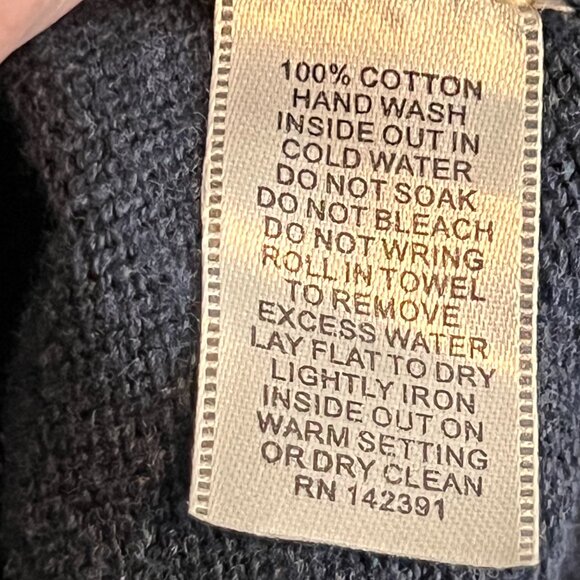 100% COTTON
HAND WASH
INSIDE OUT IN
COLD WATER
DO NOT SOAK
DO NOT BLEACH
DO NOT WRING
ROLL IN TOWEL
TO REMOVE
EXCESS WATER
LAY FLAT TO DRY
LIGHTLY IRON
INSIDE OUT ON
WARM SETTING
OR DRY CLEAN
RN 142391